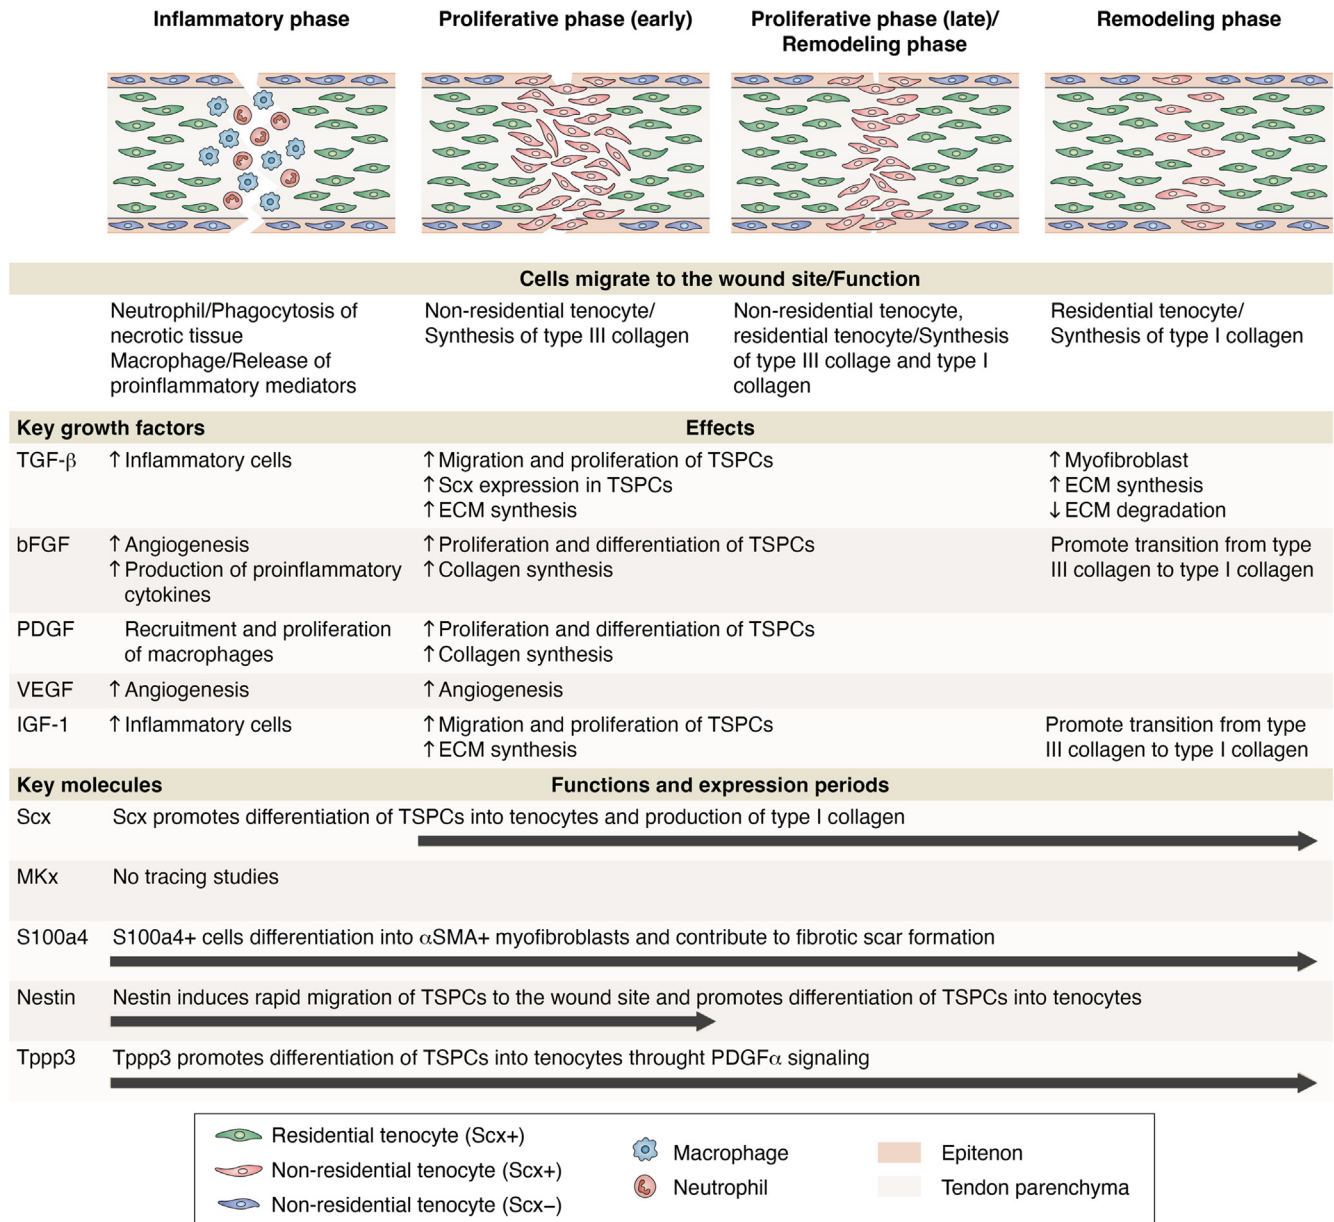 Inflammatory phase
Proliferative phase (early)
Proliferative phase (late)/
Remodeling phase
Remodeling phase
Cells migrate to the wound site/Function
Neutrophil/Phagocytosis of
necrotic tissue
Macrophage/Release of
proinflammatory mediators
Non-residential tenocyte/
Synthesis of type III collagen
Non-residential tenocyte,
residential tenocyte/Synthesis
of type III collage and type I
collagen
Residential tenocyte/
Synthesis of type I collagen
Key growth factors
Effects
TGF-β
↑ Inflammatory cells
↑ Migration and proliferation of TSPCs
↑ Scx expression in TSPCs
↑ ECM synthesis
↑ Myofibroblast
↑ ECM synthesis
↓ ECM degradation
bFGF
↑ Angiogenesis
↑ Production of proinflammatory
cytokines
↑ Proliferation and differentiation of TSPCs
↑ Collagen synthesis
Promote transition from type
III collagen to type I collagen
PDGF
Recruitment and proliferation
of macrophages
↑ Proliferation and differentiation of TSPCs
↑ Collagen synthesis
VEGF
↑ Angiogenesis
↑ Angiogenesis
IGF-1
↑ Inflammatory cells
↑ Migration and proliferation of TSPCs
↑ ECM synthesis
Promote transition from type
III collagen to type I collagen
Key molecules
Functions and expression periods
Scx
Scx promotes differentiation of TSPCs into tenocytes and production of type I collagen
MKx
No tracing studies
S100a4
S100a4+ cells differentiation into αSMA+ myofibroblasts and contribute to fibrotic scar formation
Nestin
Nestin induces rapid migration of TSPCs to the wound site and promotes differentiation of TSPCs into tenocytes
Tppp3
Tppp3 promotes differentiation of TSPCs into tenocytes throught PDGFα signaling
Residential tenocyte (Scx+)
Non-residential tenocyte (Scx+)
Non-residential tenocyte (Scx−)
Macrophage
Neutrophil
Epitenon
Tendon parenchyma